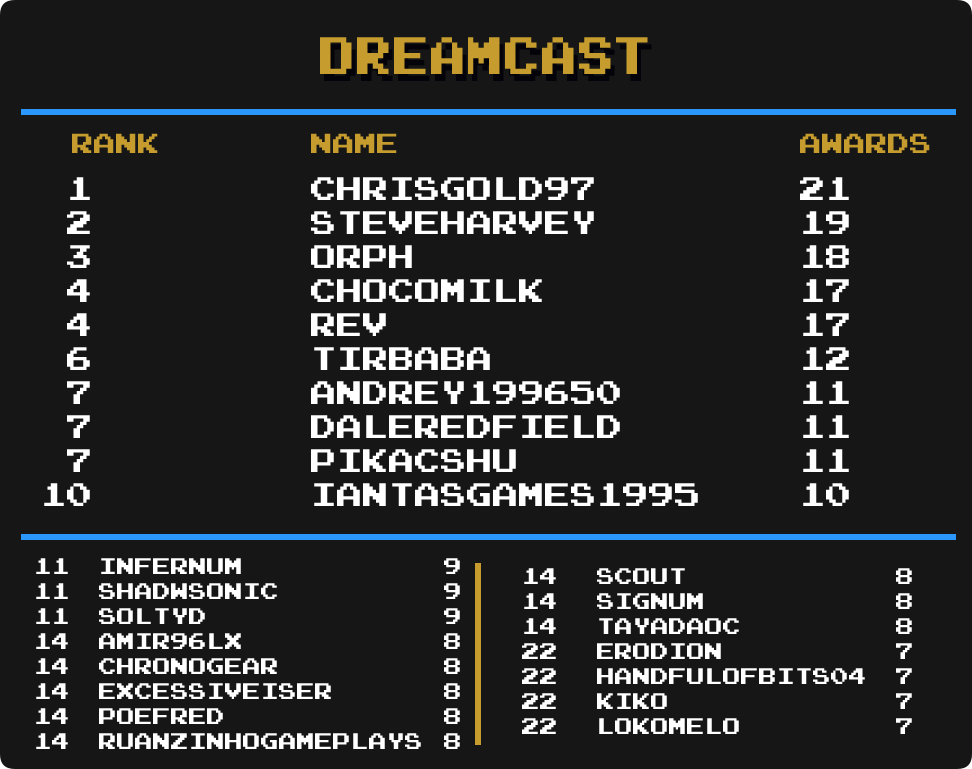 DREAMCAST
RANK NAME AWARDS
1 CHRISGOLD97 21
2 STEVEHARVEY 19
3 ORPH 18
4 CHOCOMILK 17
4 REV 17
6 TIRBABA 12
7 ANDREY199650 11
7 DALEREDFIELD 11
7 PIKACSHU 11
10 IANTASGAMES1995 10
11 INFERNUM 9
11 SHADWSONIC 9
11 SOLTYD 9
14 AMIR96LX 8
14 CHRONOGEAR 8
14 EXCESSIVEISER 8
14 POEFRED 8
14 RUANZINHOGAMEPLAYS 8
14 SCOUT 8
14 SIGNUM 8
14 TAYADAOC 8
22 ERODION 7
22 HANDFULOFBITS04 7
22 KIKO 7
22 LOKOMELO 7